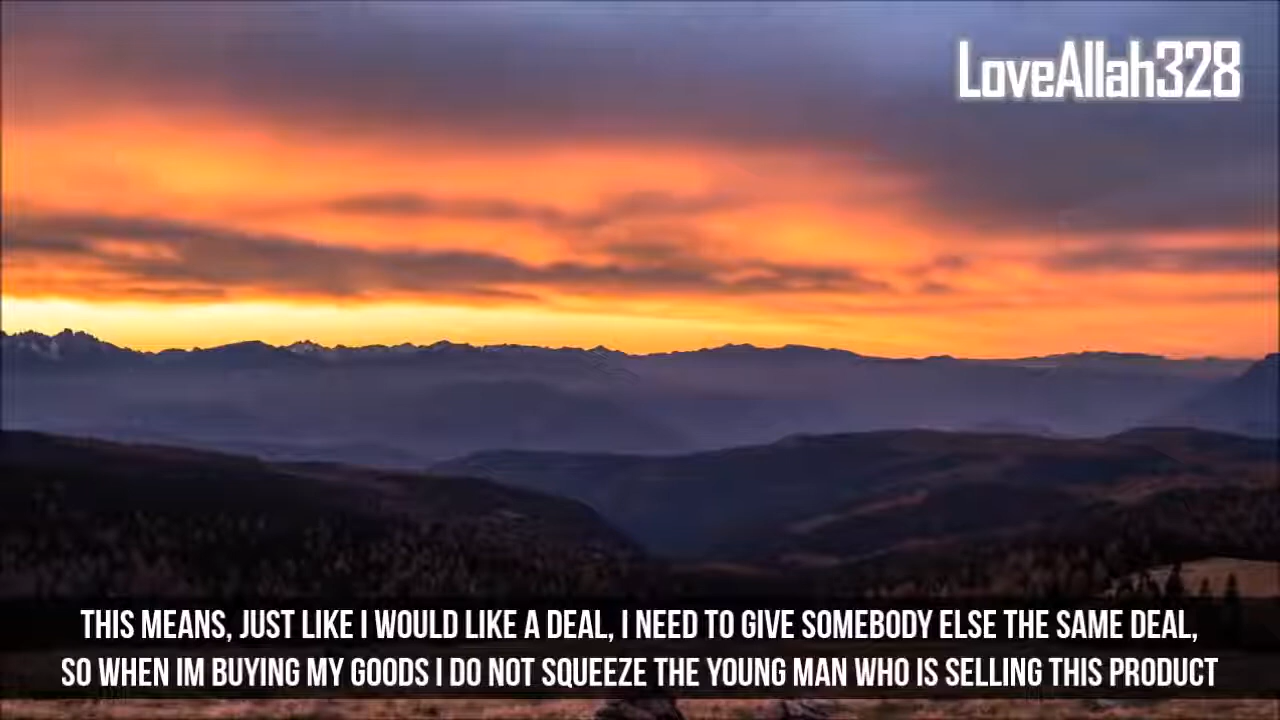 LoveAllah328
THIS MEANS, JUST LIKE I WOULD LIKE A DEAL, I NEED TO GIVE SOMEBODY ELSE THE SAME DEAL,
SO WHEN IM BUYING MY GOODS I DO NOT SQUEEZE THE YOUNG MAN WHO IS SELLING THIS PRODUCT